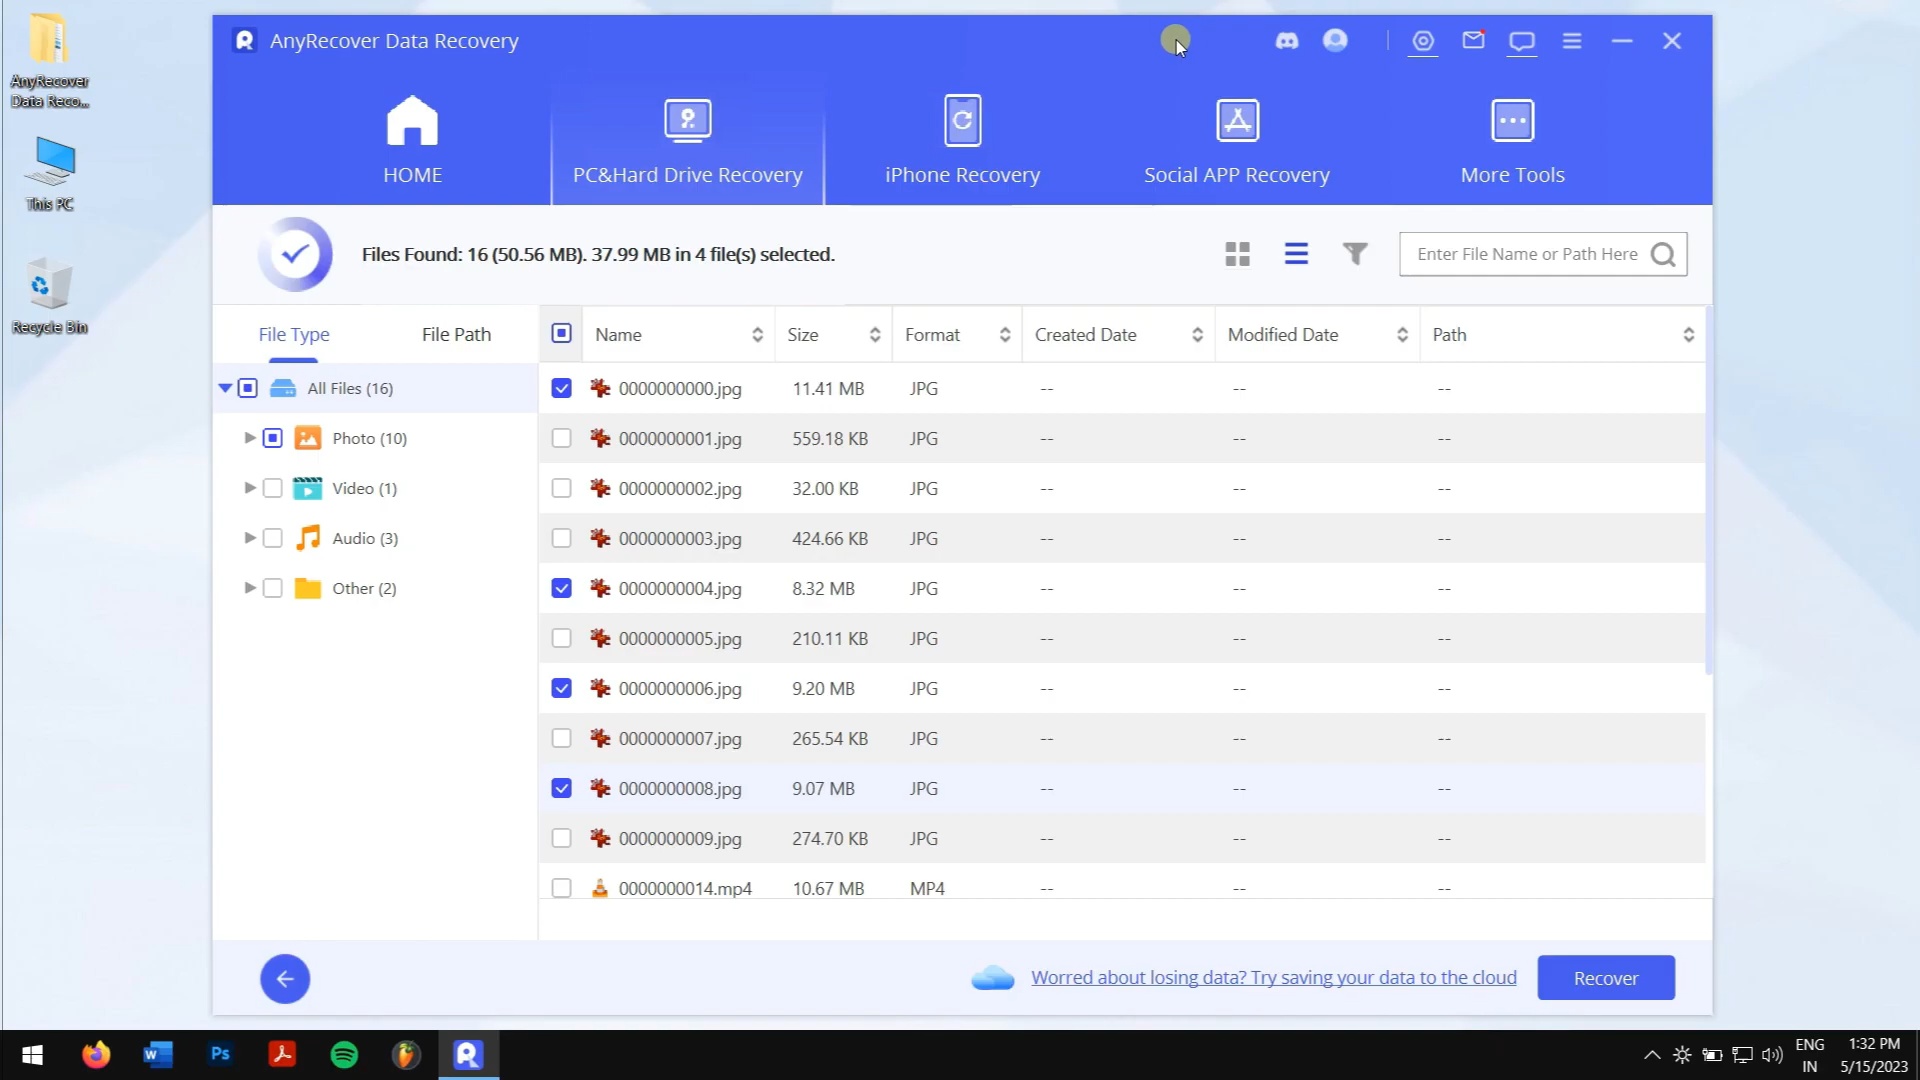 AnyRecover
Data Reco...
This PC
Recycle Bin
AnyRecover Data Recovery
HOME
PC&Hard Drive Recovery
iPhone Recovery
Social APP Recovery
More Tools
Files Found: 16 (50.56 MB). 37.99 MB in 4 file(s) selected.
Enter File Name or Path Here
File Type
File Path
All Files (16)
Photo (10)
Video (1)
Audio (3)
Other (2)
Name Size Format Created Date Modified Date Path
0000000000.jpg 11.41 MB JPG -- -- --
0000000001.jpg 559.18 KB JPG -- -- --
0000000002.jpg 32.00 KB JPG -- -- --
0000000003.jpg 424.66 KB JPG -- -- --
0000000004.jpg 8.32 MB JPG -- -- --
0000000005.jpg 210.11 KB JPG -- -- --
0000000006.jpg 9.20 MB JPG -- -- --
0000000007.jpg 265.54 KB JPG -- -- --
0000000008.jpg 9.07 MB JPG -- -- --
0000000009.jpg 274.70 KB JPG -- -- --
0000000014.mp4 10.67 MB MP4 -- -- --
Worred about losing data? Try saving your data to the cloud
Recover
W
Ps
ENG
IN
1:32 PM
5/15/2023